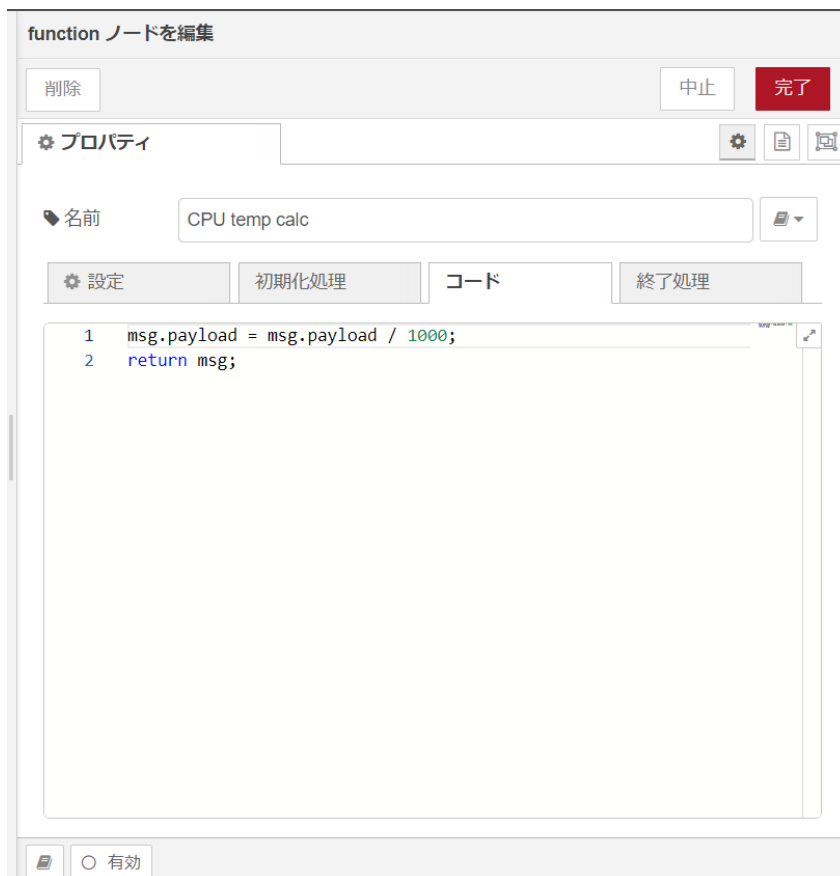 function ノードを編集
削除
中止
完了
プロパティ
名前
CPU temp calc
設定
初期化処理
コード
終了処理
1 msg.payload = msg.payload / 1000;
2 return msg;
有効